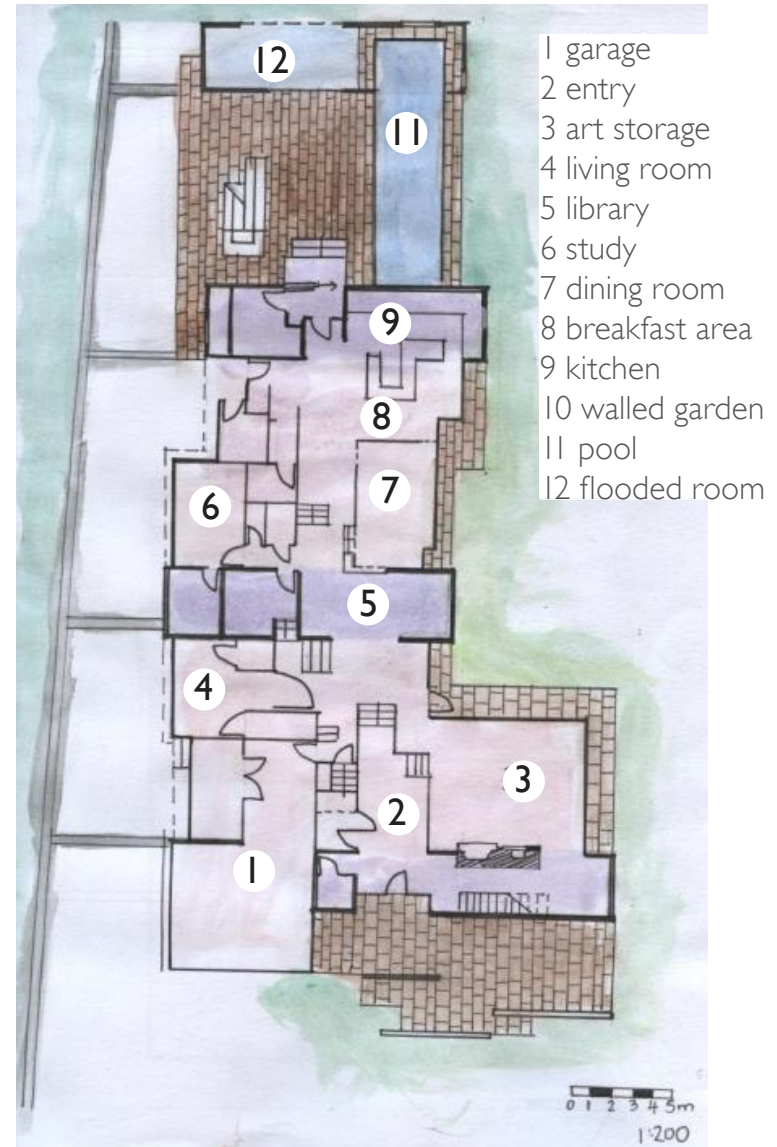 12
11
9
8
7
6
5
4
3
2
1
1 garage
2 entry
3 art storage
4 living room
5 library
6 study
7 dining room
8 breakfast area
9 kitchen
10 walled garden
11 pool
12 flooded room
0 1 2 3 4 5m
1:200